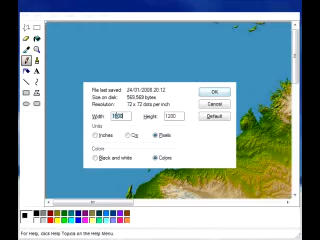 File last saved: 24/01/2008 20:12
Size on disk: 569,569 bytes
Resolution: 72 x 72 dots per inch
OK
Cancel
Width: Height: 1200 Default
Units
Inches Cm Pixels
Colors
Black and white Colors
For Help, click Help Topics on the Help Menu.